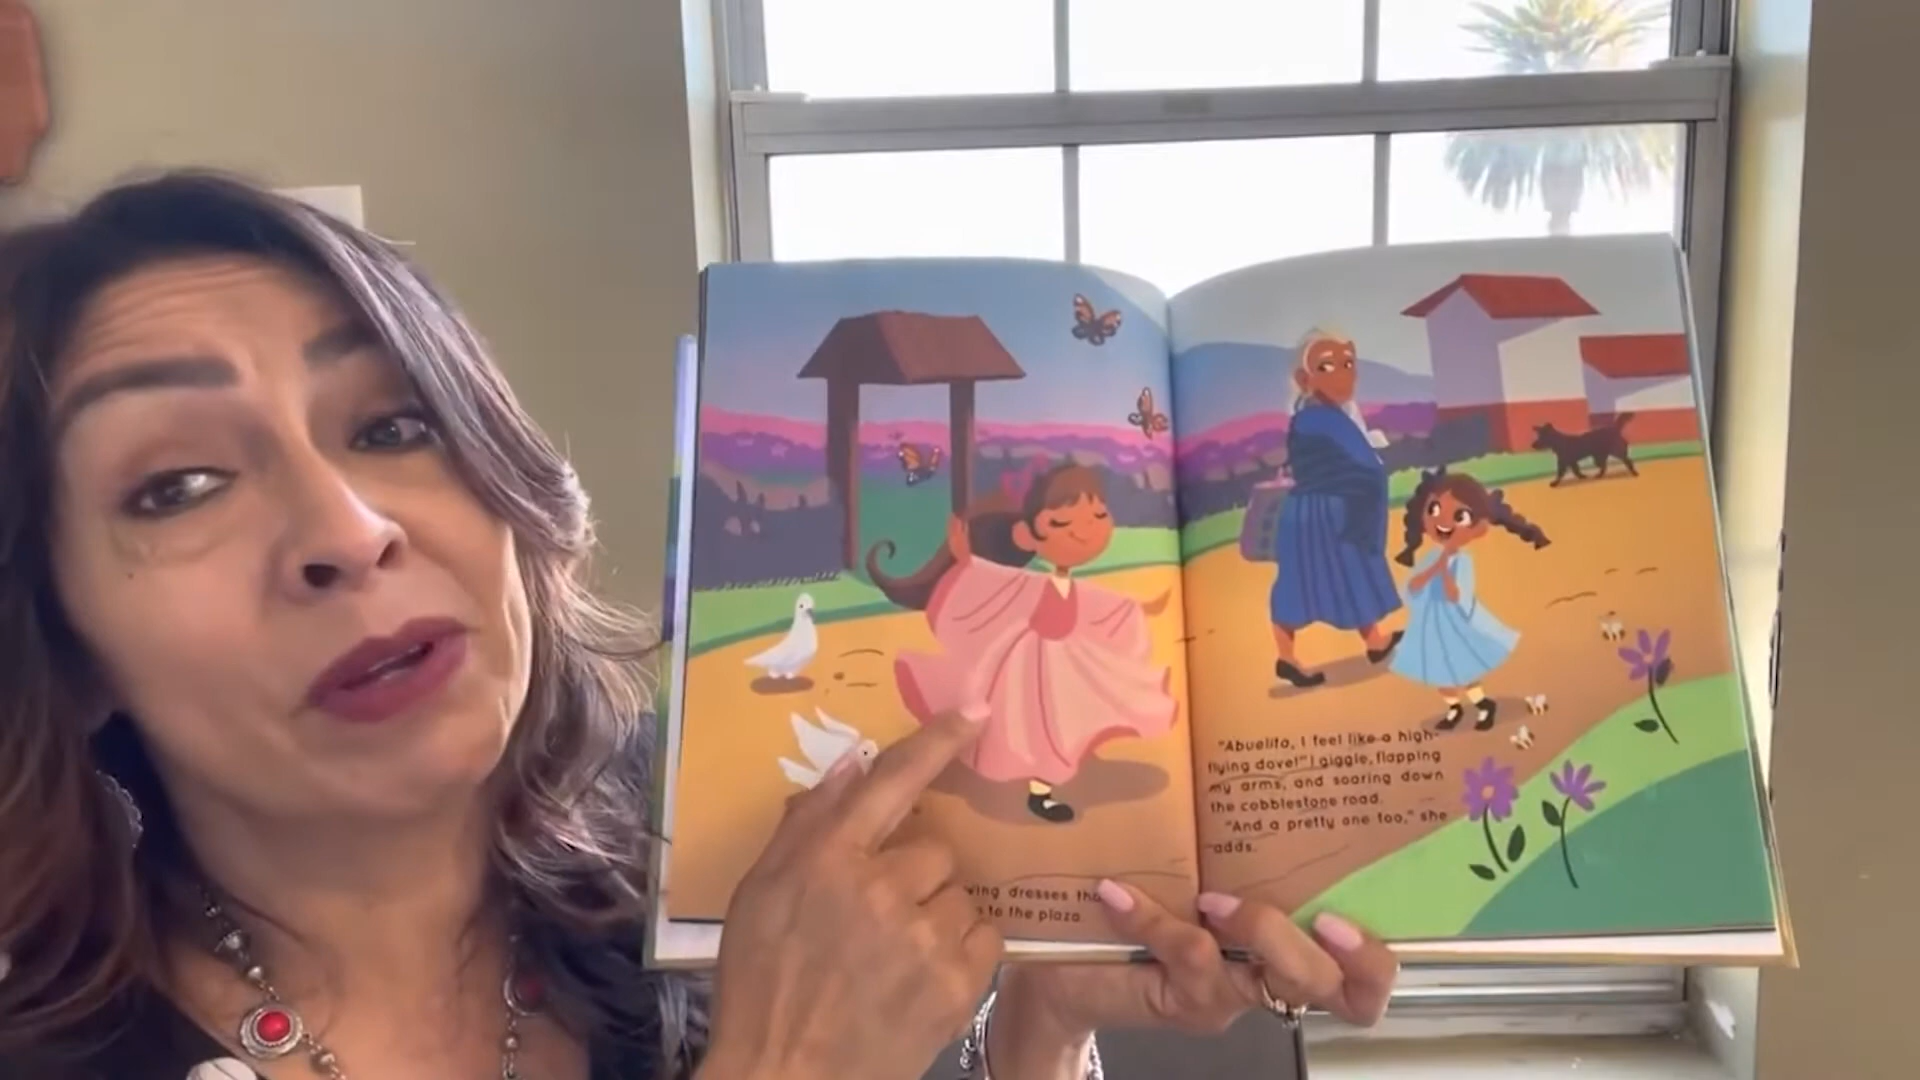 dresses
to the plaza.
"Abuelita, I feel like a high-
flying dove!" I giggle, flapping
my arms, and soaring down
the cobblestone road.
"And a pretty one too," she
adds.